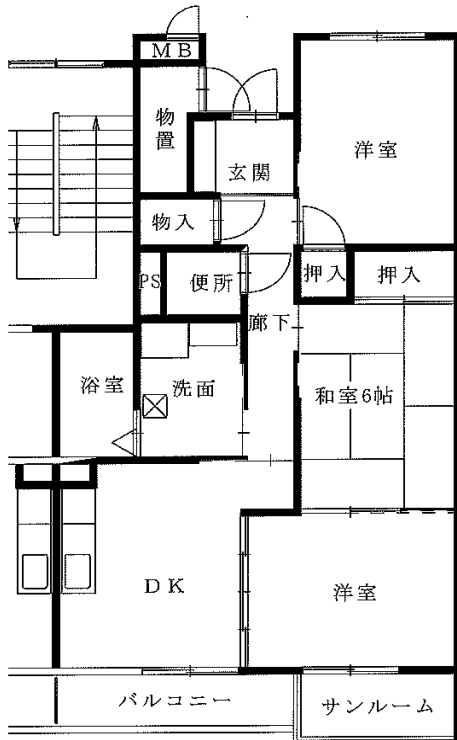 MB
物置
玄関
洋室
物入
PS
便所
押入
押入
廊下
浴室
洗面
和室6帖
DK
洋室
バルコニー
サンルーム